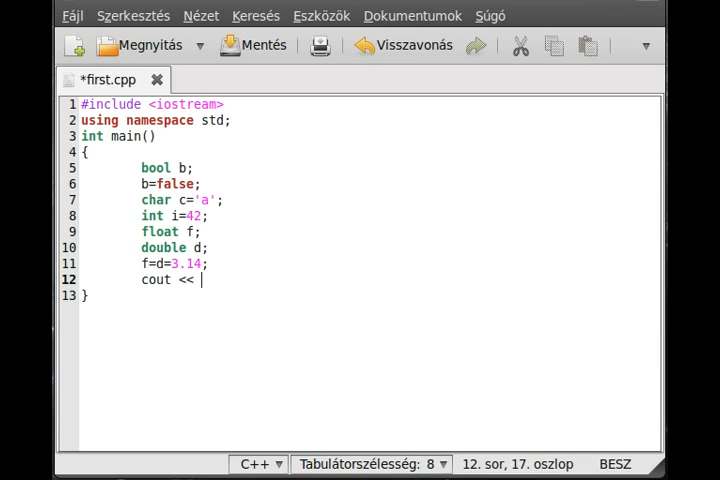 Fájl Szerkesztés Nézet Keresés Eszközök Dokumentumok Súgó
Megnyitás Mentés Visszavonás
*first.cpp
1 #include <iostream>
2 using namespace std;
3 int main()
4 {
5 bool b;
6 b=false;
7 char c='a';
8 int i=42;
9 float f;
10 double d;
11 f=d=3.14;
12 cout <<
13 }
C++ Tabulátorszélesség: 8 12. sor, 17. oszlop BESZ